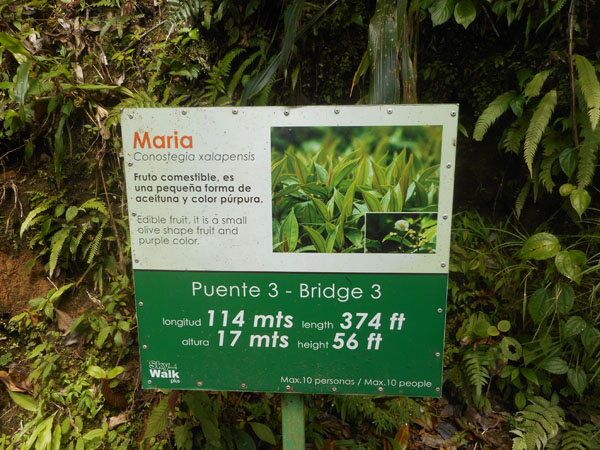 Maria
Conostegia xalapensis
Fruto comestible, es
una pequeña forma de
aceituna y color púrpura.
Edible fruit, it is a small
olive shape fruit and
purple color.
Puente 3 - Bridge 3
longitud 114 mts length 374 ft
altura 17 mts height 56 ft
Sky
Walk
plus
Max.10 personas / Max.10 people